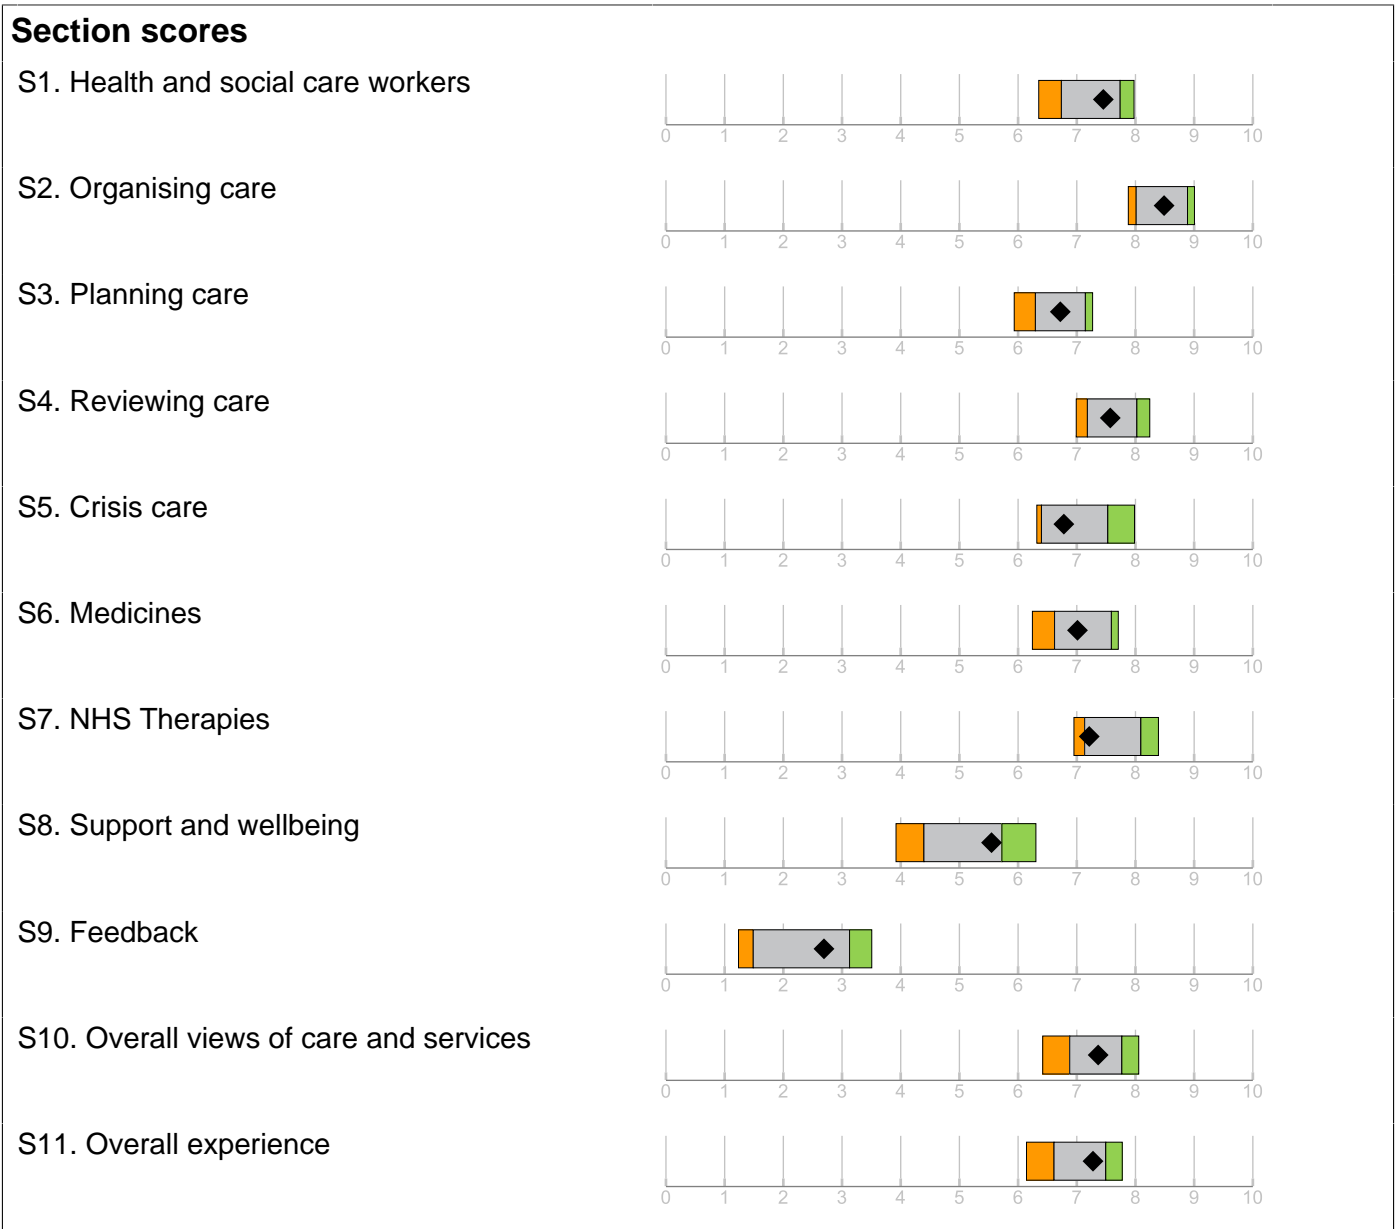 Section scores
S1. Health and social care workers
0 1 2 3 4 5 6 7 8 9 10
S2. Organising care
0 1 2 3 4 5 6 7 8 9 10
S3. Planning care
0 1 2 3 4 5 6 7 8 9 10
S4. Reviewing care
0 1 2 3 4 5 6 7 8 9 10
S5. Crisis care
0 1 2 3 4 5 6 7 8 9 10
S6. Medicines
0 1 2 3 4 5 6 7 8 9 10
S7. NHS Therapies
0 1 2 3 4 5 6 7 8 9 10
S8. Support and wellbeing
0 1 2 3 4 5 6 7 8 9 10
S9. Feedback
0 1 2 3 4 5 6 7 8 9 10
S10. Overall views of care and services
0 1 2 3 4 5 6 7 8 9 10
S11. Overall experience
0 1 2 3 4 5 6 7 8 9 10